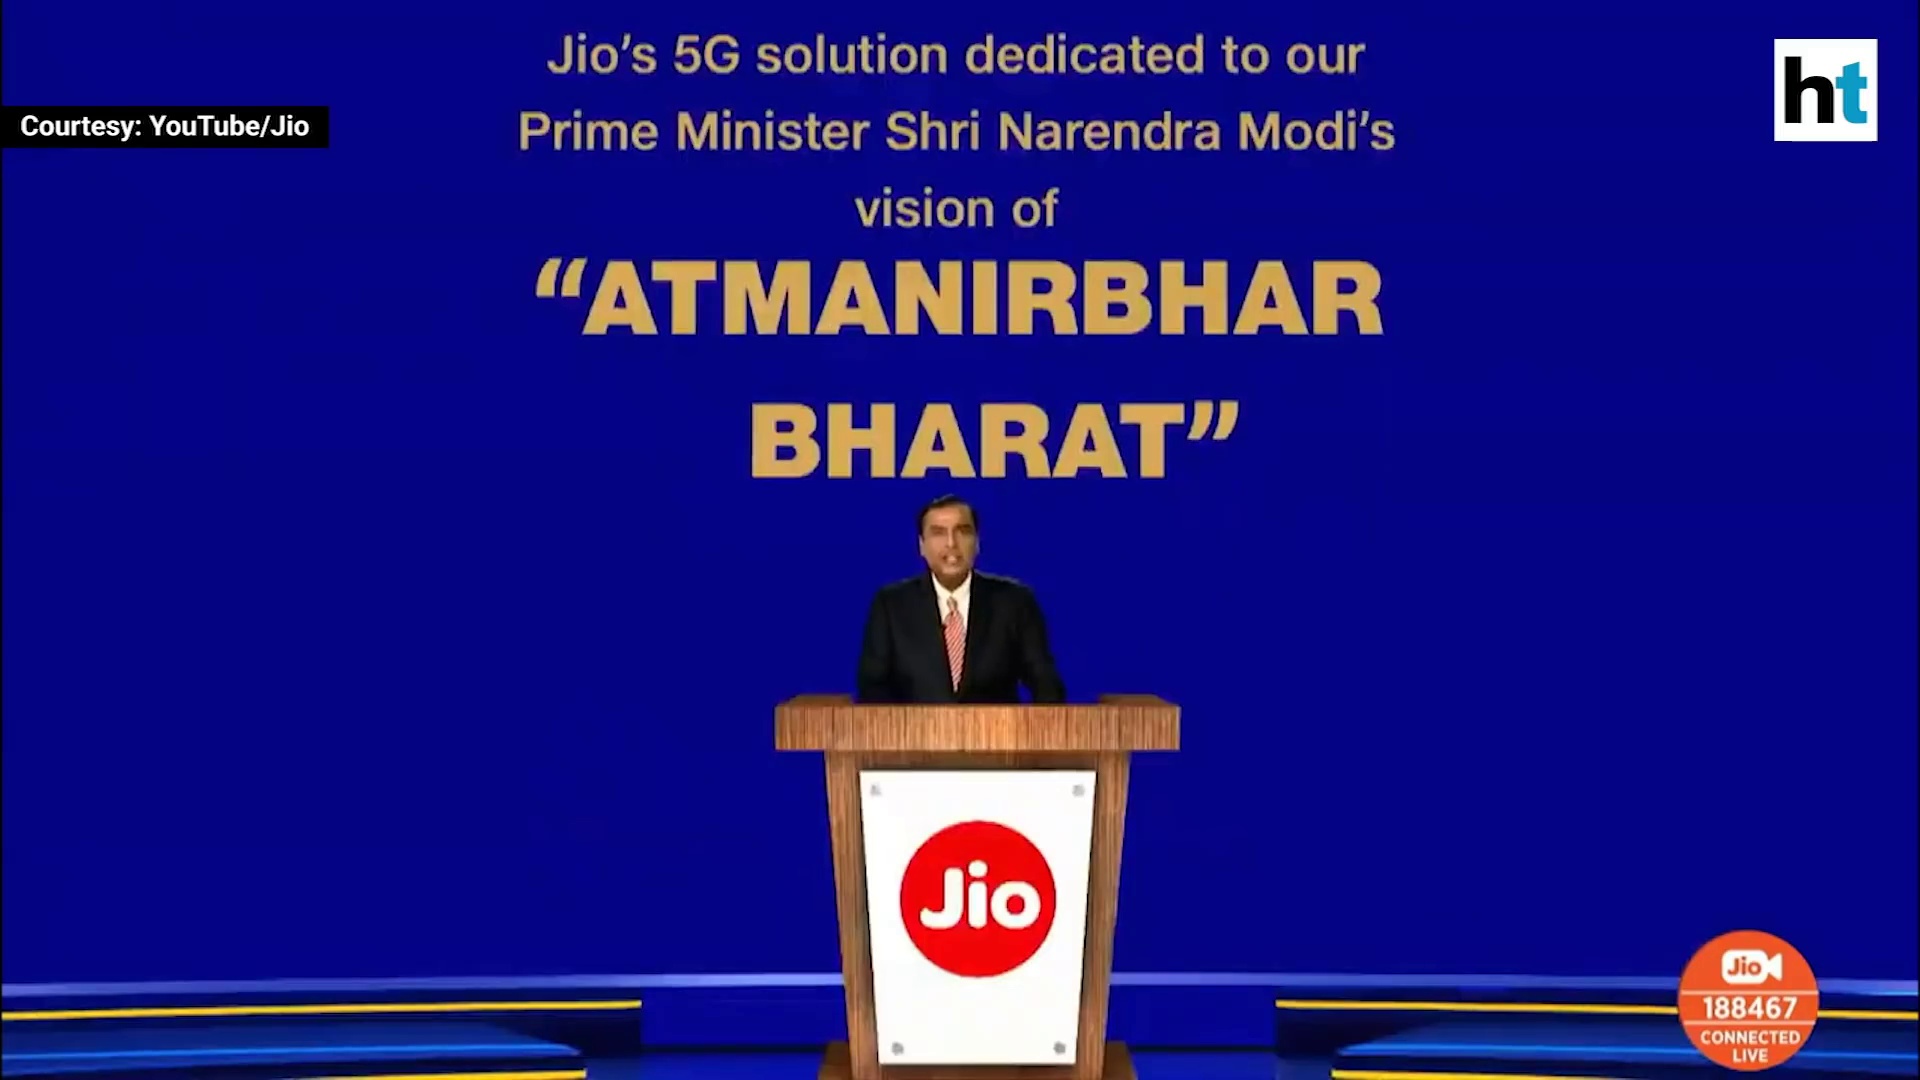 Jio's 5G solution dedicated to our
Prime Minister Shri Narendra Modi's
vision of
“ATMANIRBHAR
BHARAT”
Courtesy: YouTube/Jio
ht
Jio
Jio
188467
CONNECTED
LIVE